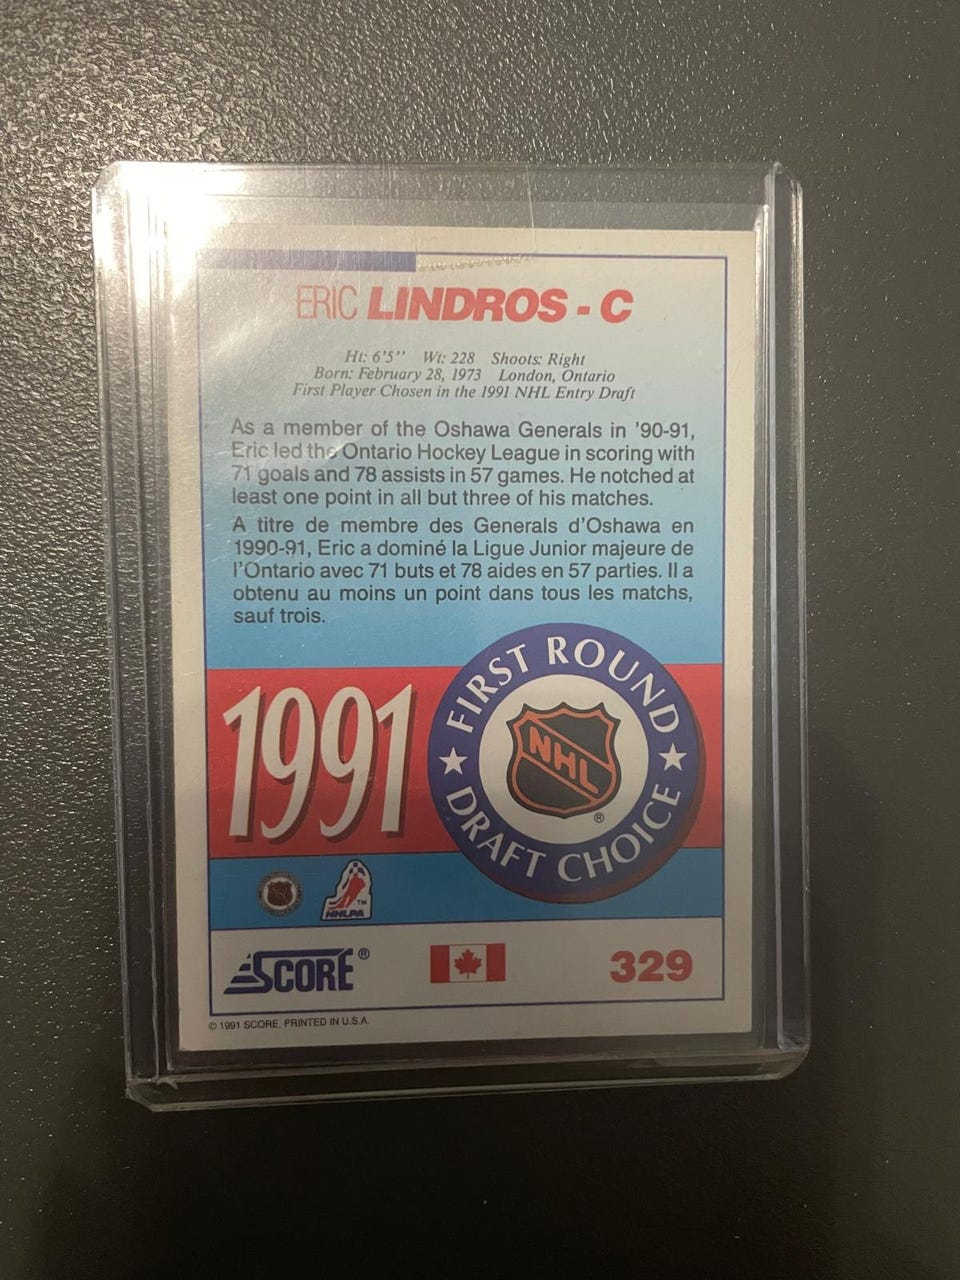 ERIC LINDROS - C
Ht: 6'5'' Wt: 228 Shoots: Right
Born: February 28, 1973 London, Ontario
First Player Chosen in the 1991 NHL Entry Draft
As a member of the Oshawa Generals in '90-91,
Eric led the Ontario Hockey League in scoring with
71 goals and 78 assists in 57 games. He notched at
least one point in all but three of his matches.
A titre de membre des Generals d'Oshawa en
1990-91, Eric a dominé la Ligue Junior majeure de
l'Ontario avec 71 buts et 78 aides en 57 parties. Il a
obtenu au moins un point dans tous les matchs,
sauf trois.
1991
★ FIRST ROUND ★
NHL
®
DRAFT CHOICE
NHLPA ™
SCORE®
329
© 1991 SCORE, PRINTED IN U.S.A.